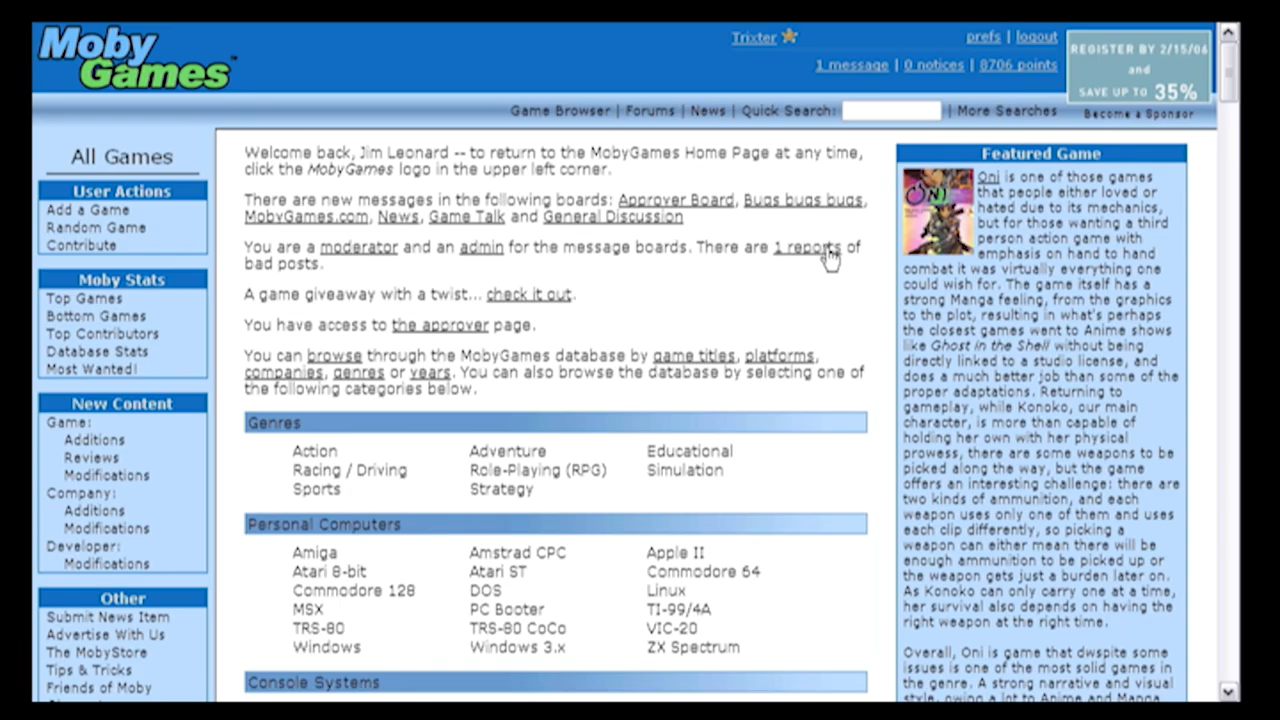 Moby
Games™
Trixter
prefs | logout
1 message | 0 notices | 8706 points
REGISTER BY 2/15/06
and
SAVE UP TO 35%
Game Browser | Forums | News | Quick Search: | More Searches
Become a Sponsor
All Games
User Actions
Add a Game
Random Game
Contribute
Moby Stats
Top Games
Bottom Games
Top Contributors
Database Stats
Most Wanted!
New Content
Game:
Additions
Reviews
Modifications
Company:
Additions
Modifications
Developer:
Modifications
Other
Submit News Item
Advertise With Us
The MobyStore
Tips & Tricks
Friends of Moby
Welcome back, Jim Leonard -- to return to the MobyGames Home Page at any time,
click the MobyGames logo in the upper left corner.
There are new messages in the following boards: Approver Board, Bugs bugs bugs,
MobyGames.com, News, Game Talk and General Discussion
You are a moderator and an admin for the message boards. There are 1 reports of
bad posts.
A game giveaway with a twist... check it out.
You have access to the approver page.
You can browse through the MobyGames database by game titles, platforms,
companies, genres or years. You can also browse the database by selecting one of
the following categories below.
Genres
Action Adventure Educational
Racing / Driving Role-Playing (RPG) Simulation
Sports Strategy
Personal Computers
Amiga Amstrad CPC Apple II
Atari 8-bit Atari ST Commodore 64
Commodore 128 DOS Linux
MSX PC Booter TI-99/4A
TRS-80 TRS-80 CoCo VIC-20
Windows Windows 3.x ZX Spectrum
Console Systems
Featured Game
ONI
Oni is one of those games
that people either loved or
hated due to its mechanics,
but for those wanting a third
person action game with
emphasis on hand to hand
combat it was virtually everything one
could wish for. The game itself has a
strong Manga feeling, from the graphics
to the plot, resulting in what's perhaps
the closest games went to Anime shows
like Ghost in the Shell without being
directly linked to a studio license, and
does a much better job than some of the
proper adaptations. Returning to
gameplay, while Konoko, our main
character, is more than capable of
holding her own with her physical
prowess, there are some weapons to be
picked along the way, but the game
offers an interesting challenge: there are
two kinds of ammunition, and each
weapon uses only one of them and uses
each clip differently, so picking a
weapon can either mean there will be
enough ammunition to be picked up or
the weapon gets just a burden later on.
As Konoko can only carry one at a time,
her survival also depends on having the
right weapon at the right time.
Overall, Oni is game that dwspite some
issues is one of the most solid games in
the genre. A strong narrative and visual
style, owing a lot to Anime and Manga